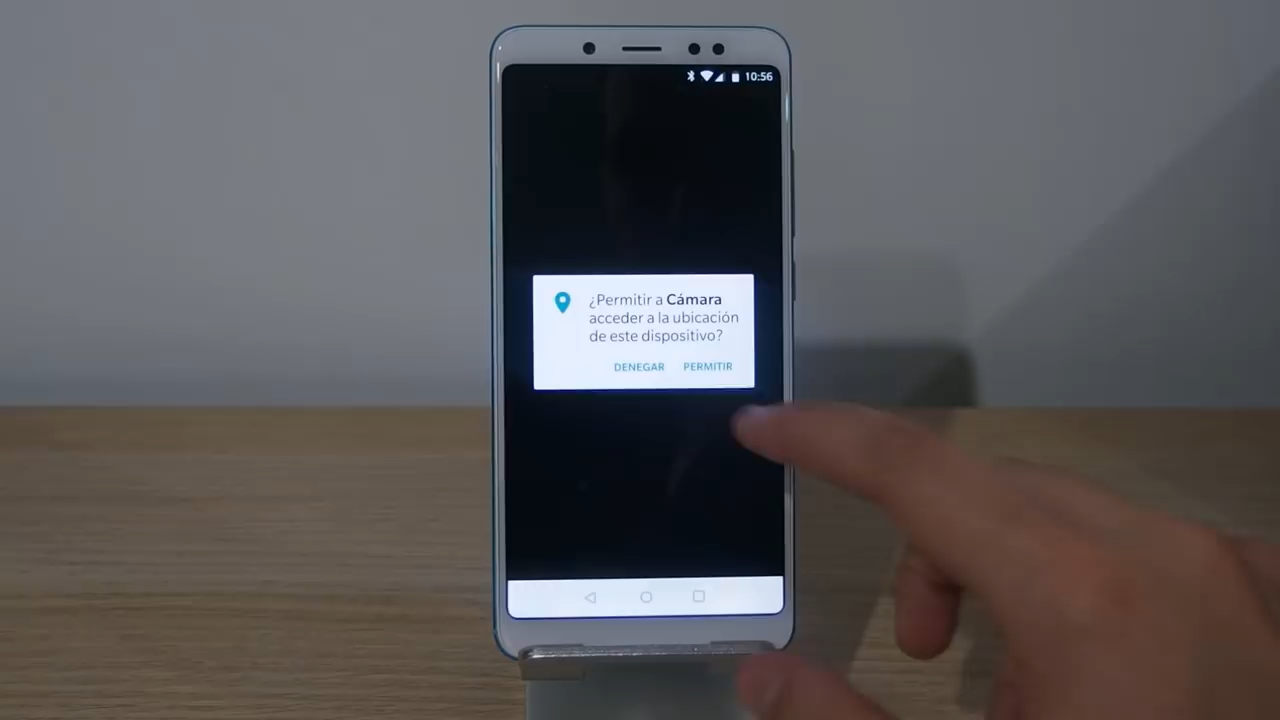 10:56
¿Permitir a Cámara
acceder a la ubicación
de este dispositivo?
DENEGAR PERMITIR